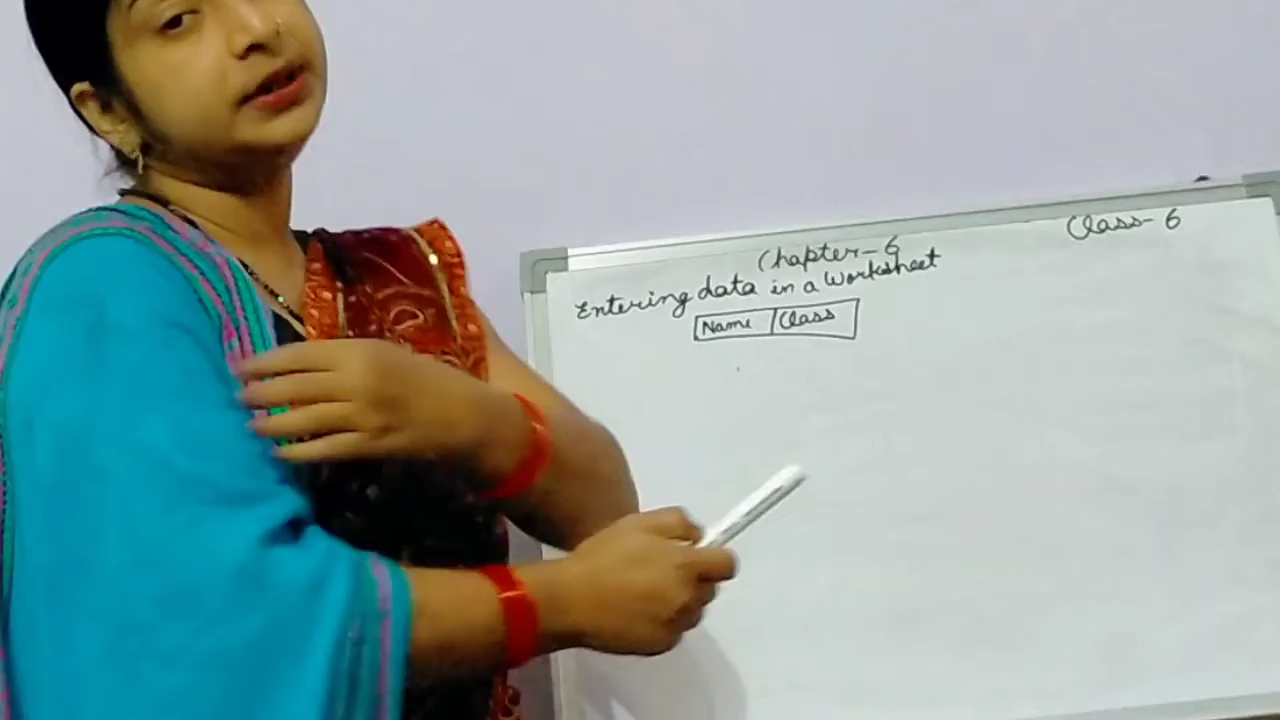 Class- 6
Chapter- 6
Entering data in a Worksheet
Name Class